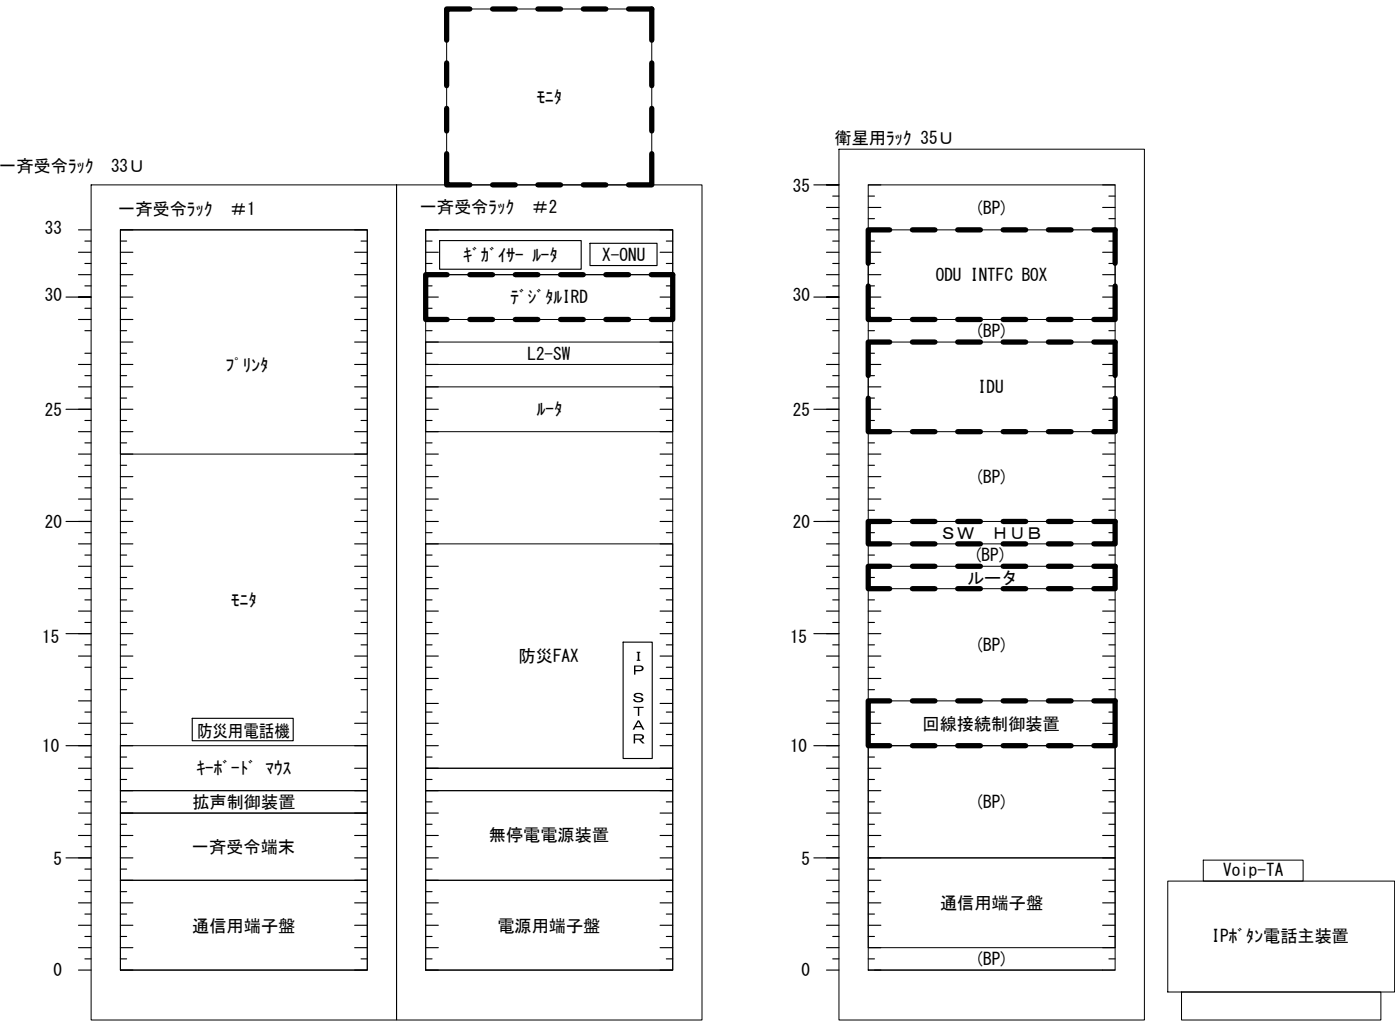 ﾓﾆﾀ
一斉受令ﾗｯｸ　33Ｕ
一斉受令ﾗｯｸ　#1
一斉受令ﾗｯｸ　#2
33
30
25
20
15
10
5
0
ﾌﾟﾘﾝﾀ
ﾓﾆﾀ
防災用電話機
ｷｰﾎﾞｰﾄﾞ ﾏｳｽ
拡声制御装置
一斉受令端末
通信用端子盤
ｷﾞｶﾞｲｻｰ ﾙｰﾀ
X-ONU
ﾃﾞｼﾞﾀﾙIRD
L2-SW
ﾙｰﾀ
防災FAX
ＩＰ　ＳＴＡＲ
無停電電源装置
電源用端子盤
衛星用ﾗｯｸ 35Ｕ
35
30
25
20
15
10
5
0
(BP)
ODU INTFC BOX
(BP)
IDU
(BP)
ＳＷ　ＨＵＢ
(BP)
ルータ
(BP)
回線接続制御装置
(BP)
通信用端子盤
(BP)
Voip-TA
IPﾎﾞﾀﾝ電話主装置